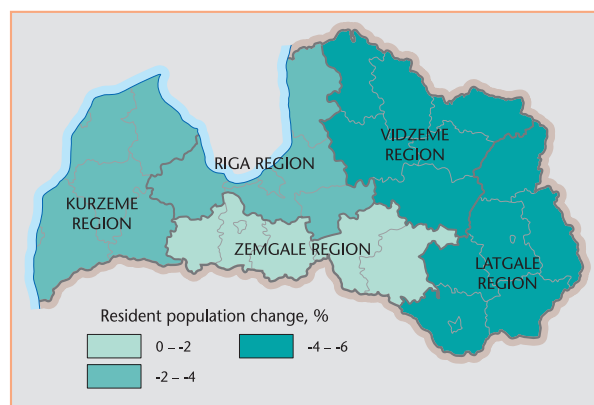 VIDZEME
REGION
RIGA REGION
KURZEME
REGION
ZEMGALE REGION
LATGALE
REGION
Resident population change, %
0 – -2
-4 – -6
-2 – -4